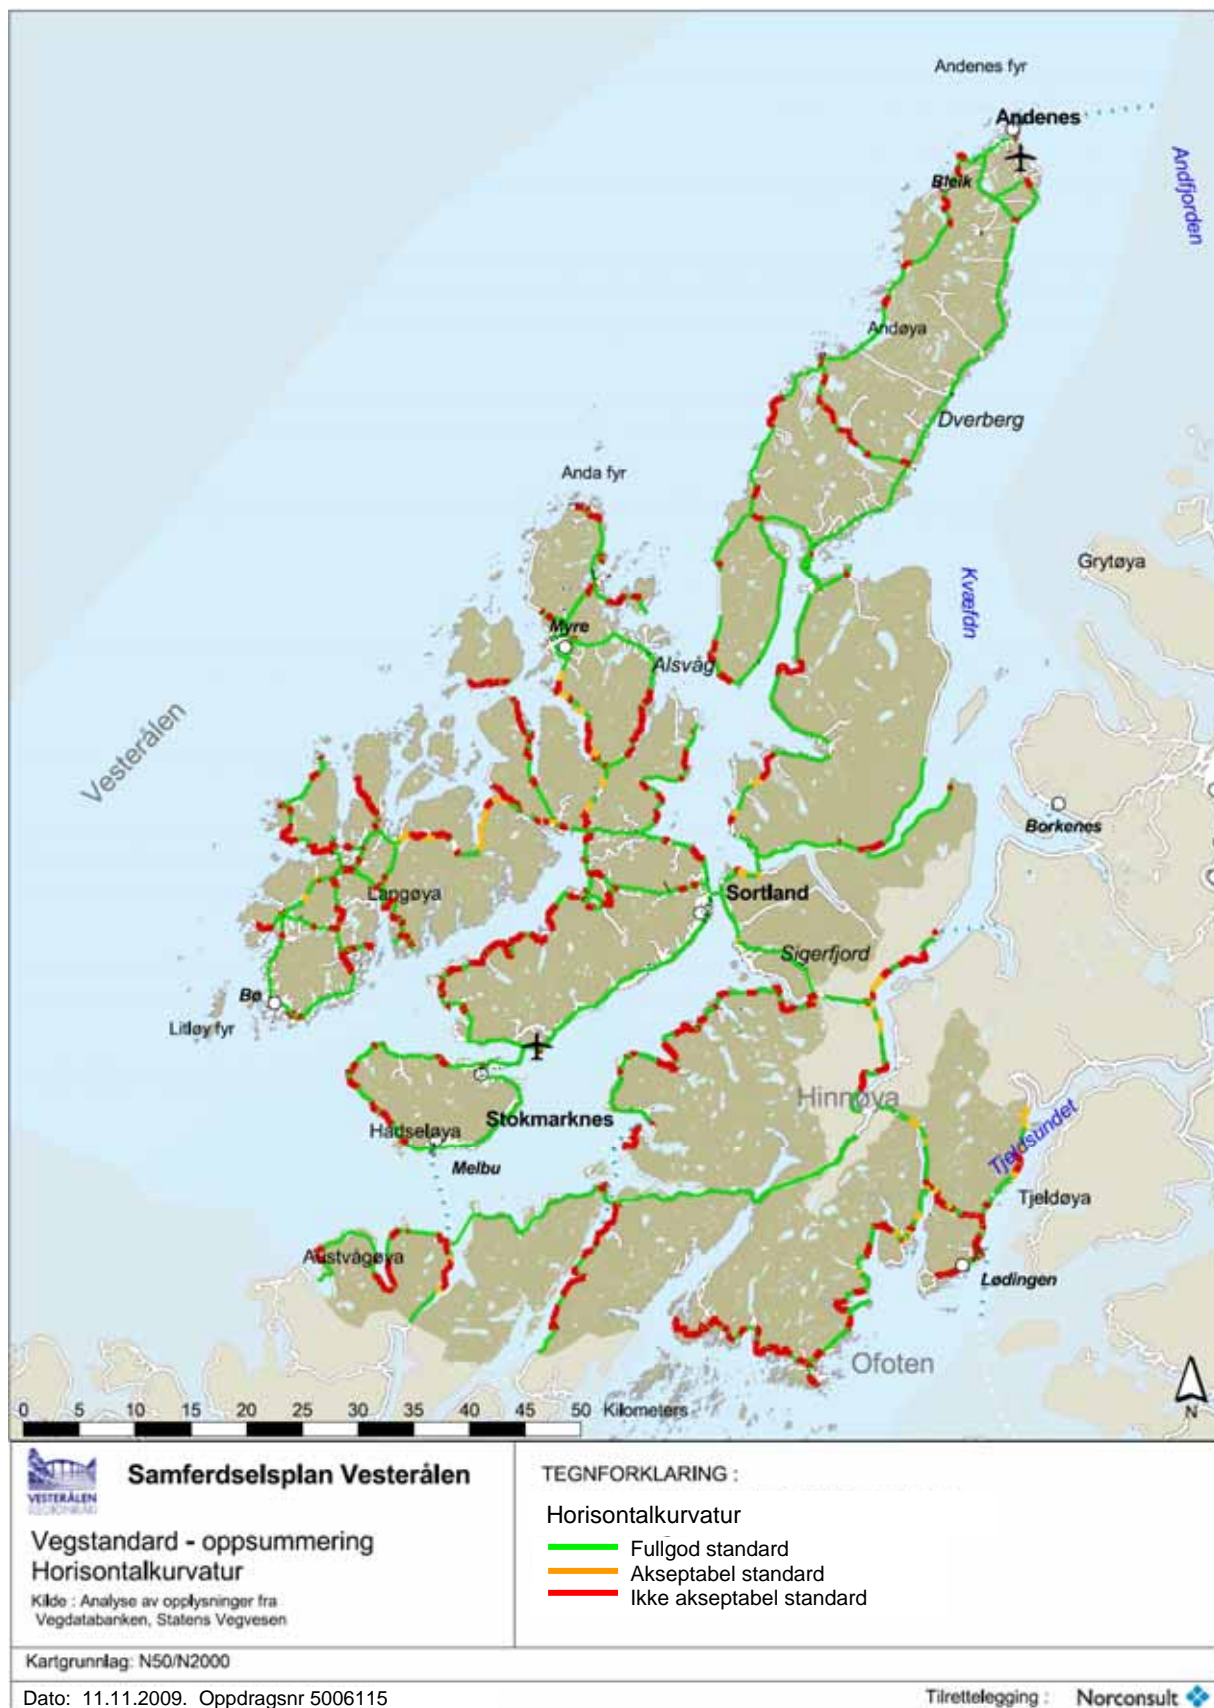 Andenes fyr
Andenes
Andfjorden
Bleik
Andøya
Dverberg
Anda fyr
Grytøya
Kvæfdn
Myre
Alsvåg
Vesterålen
Borkenes
Langøya
Sortland
Sigerfjord
Bø
Litløy fyr
Hinnøya
Stokmarknes
Hadseløya
Melbu
Tjeldsundet
Tjeldøya
Austvågøya
Lødingen
Ofoten
0 5 10 15 20 25 30 35 40 45 50 Kilometers
N
VESTERÅLEN
REGIONRÅD
Samferdselsplan Vesterålen
Vegstandard - oppsummering
Horisontalkurvatur
Kilde : Analyse av opplysninger fra
Vegdatabanken, Statens Vegvesen
TEGNFORKLARING :
Horisontalkurvatur
Fullgod standard
Akseptabel standard
Ikke akseptabel standard
Kartgrunnlag: N50/N2000
Dato: 11.11.2009. Oppdragsnr 5006115
Tilrettelegging : Norconsult